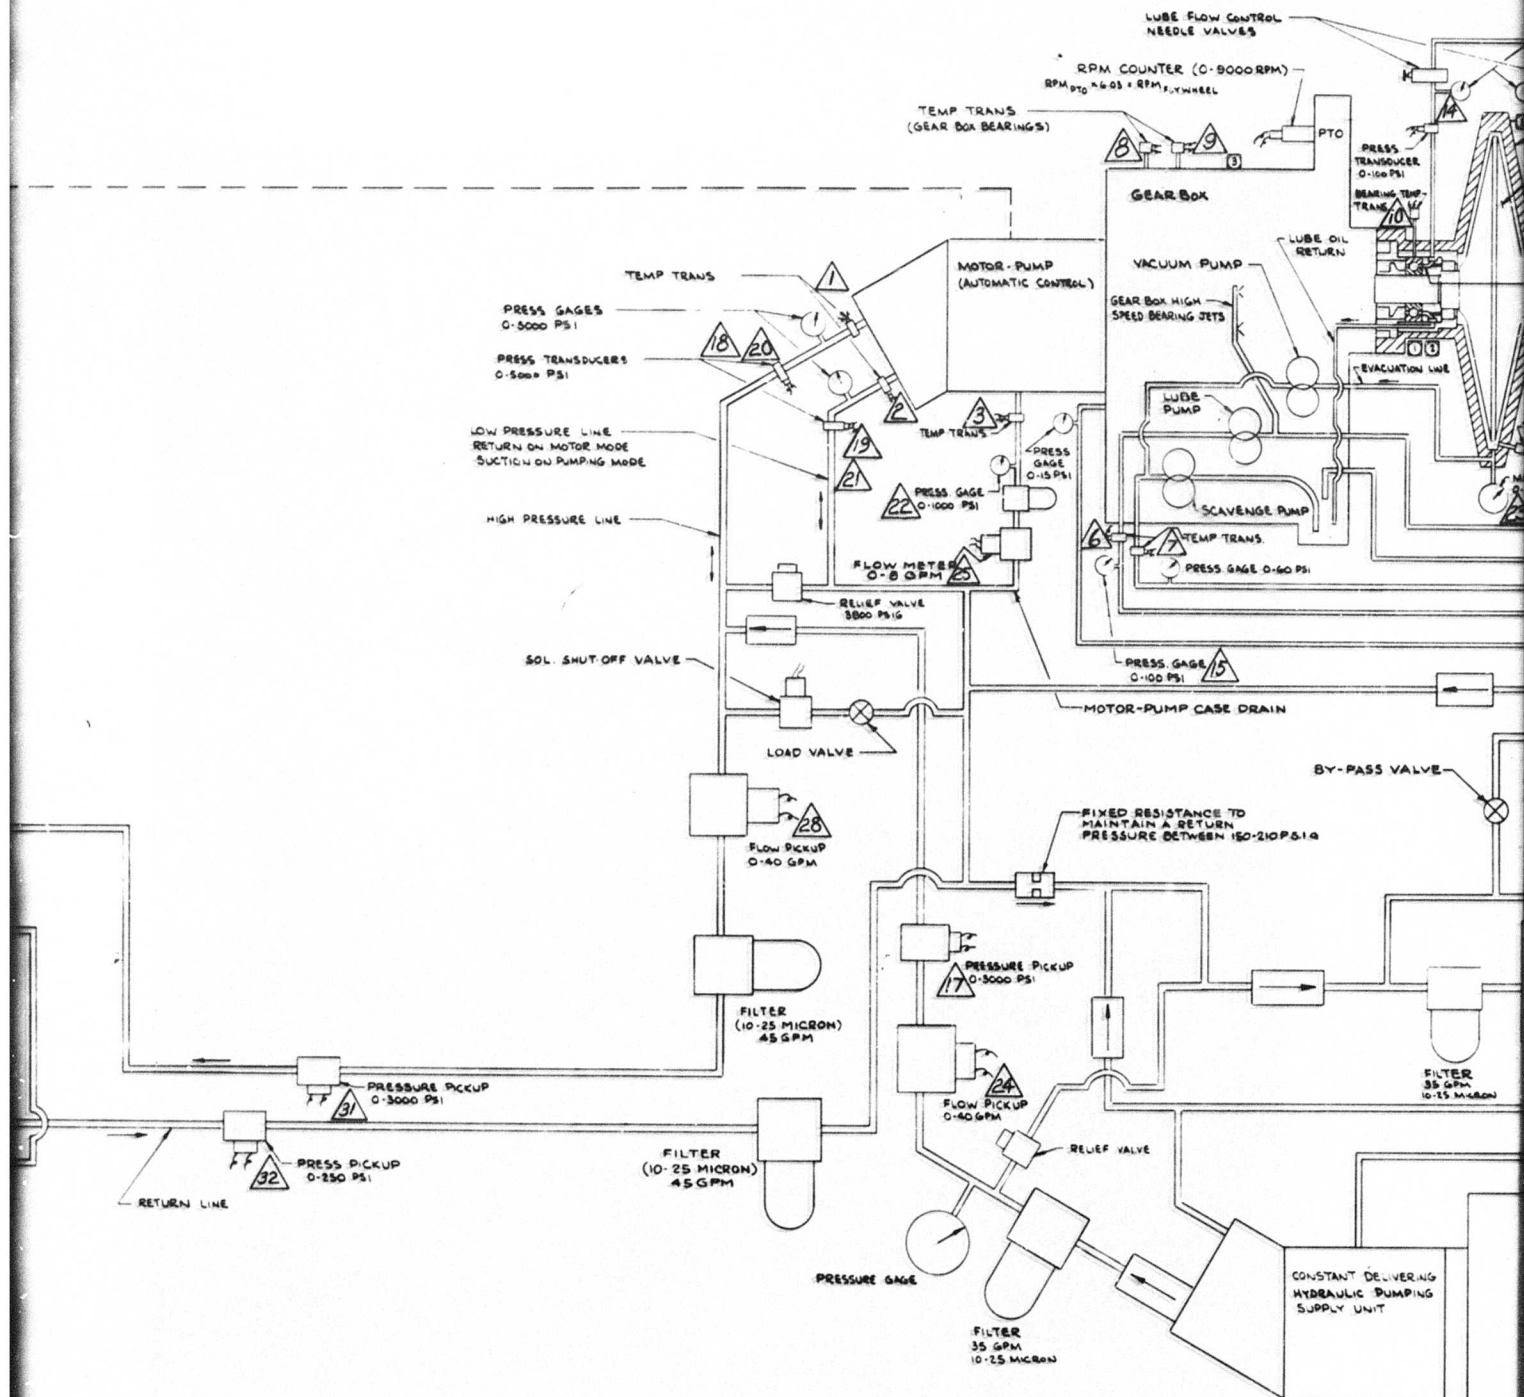 LUBE FLOW CONTROL
NEEDLE VALVES
RPM COUNTER (0-9000 RPM)
RPM PTO × 6.03 = RPM FLYWHEEL
TEMP TRANS
(GEAR BOX BEARINGS)
8
9
3
PTO
14
PRESS
TRANSDUCER
0-100 PSI
BEARING TEMP-
TRANS
10
GEAR BOX
LUBE OIL
RETURN
VACUUM PUMP
MOTOR-PUMP
(AUTOMATIC CONTROL)
GEAR BOX HIGH
SPEED BEARING JETS
1 2
EVACUATION LINE
TEMP TRANS
1
PRESS GAGES
0-5000 PSI
18
20
PRESS TRANSDUCERS
0-5000 PSI
2
3
TEMP TRANS
LUBE
PUMP
LOW PRESSURE LINE
RETURN ON MOTOR MODE
SUCTION ON PUMPING MODE
19
21
PRESS
GAGE
0-15 PSI
22
PRESS. GAGE
0-1000 PSI
SCAVENGE PUMP
HIGH PRESSURE LINE
6
7
TEMP TRANS.
FLOW METER
0-8 GPM
25
PRESS GAGE 0-60 PSI
RELIEF VALVE
3800 PSIG
SOL. SHUT-OFF VALVE
PRESS. GAGE
0-100 PSI
15
MOTOR-PUMP CASE DRAIN
LOAD VALVE
BY-PASS VALVE
28
FLOW PICKUP
0-40 GPM
FIXED RESISTANCE TO
MAINTAIN A RETURN
PRESSURE BETWEEN 150-210 P.S.I.G
PRESSURE PICKUP
0-3000 PSI
17
FILTER
(10-25 MICRON)
45 GPM
PRESSURE PICKUP
0-3000 PSI
31
24
FLOW PICKUP
0-40 GPM
FILTER
35 GPM
10-25 MICRON
PRESS PICKUP
0-250 PSI
32
RETURN LINE
FILTER
(10-25 MICRON)
45 GPM
RELIEF VALVE
PRESSURE GAGE
CONSTANT DELIVERING
HYDRAULIC PUMPING
SUPPLY UNIT
FILTER
35 GPM
10-25 MICRON